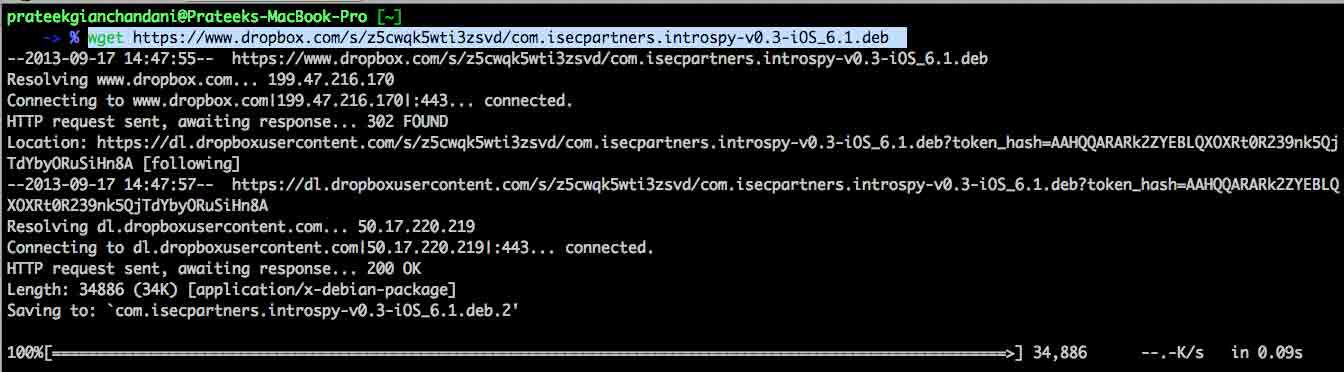 prateekgianchandani@Prateeks-MacBook-Pro [~]
~> % wget https://www.dropbox.com/s/z5cwqk5wti3zsvd/com.isecpartners.introspy-v0.3-iOS_6.1.deb
--2013-09-17 14:47:55--  https://www.dropbox.com/s/z5cwqk5wti3zsvd/com.isecpartners.introspy-v0.3-iOS_6.1.deb
Resolving www.dropbox.com... 199.47.216.170
Connecting to www.dropbox.com|199.47.216.170|:443... connected.
HTTP request sent, awaiting response... 302 FOUND
Location: https://dl.dropboxusercontent.com/s/z5cwqk5wti3zsvd/com.isecpartners.introspy-v0.3-iOS_6.1.deb?token_hash=AAHQQARARk2ZYEBLQXOXRt0R239nk5Qj
TdYbyORuSiHn8A [following]
--2013-09-17 14:47:57--  https://dl.dropboxusercontent.com/s/z5cwqk5wti3zsvd/com.isecpartners.introspy-v0.3-iOS_6.1.deb?token_hash=AAHQQARARk2ZYEBLQ
XOXRt0R239nk5QjTdYbyORuSiHn8A
Resolving dl.dropboxusercontent.com... 50.17.220.219
Connecting to dl.dropboxusercontent.com|50.17.220.219|:443... connected.
HTTP request sent, awaiting response... 200 OK
Length: 34886 (34K) [application/x-debian-package]
Saving to: `com.isecpartners.introspy-v0.3-iOS_6.1.deb.2'
100%[======================================================================================================================>] 34,886      --.-K/s   in 0.09s